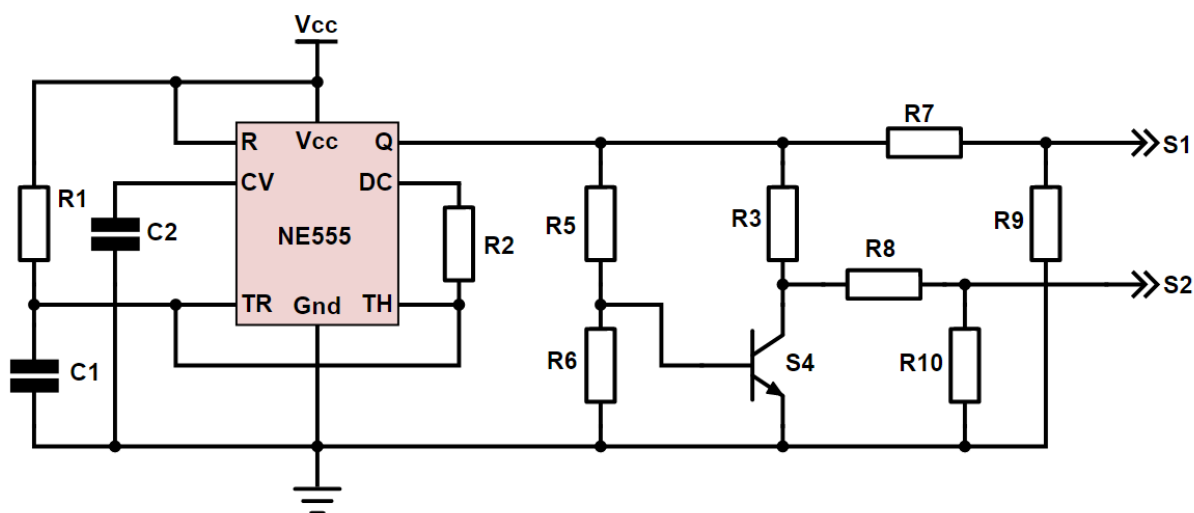 Vcc
R Vcc Q
CV DC
NE555
TR Gnd TH
R1
C2
C1
R2
R5
R6
R3
S4
R7
R8
R9
R10
S1
S2